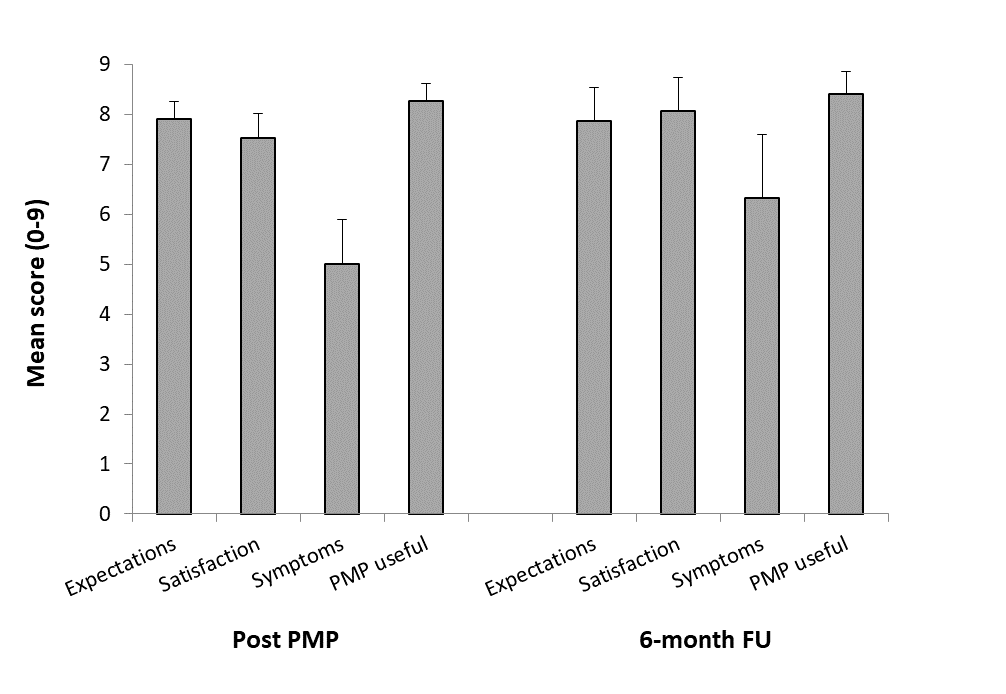 Mean score (0-9)
9
8
7
6
5
4
3
2
1
0
Expectations
Satisfaction
Symptoms
PMP useful
Expectations
Satisfaction
Symptoms
PMP useful
Post PMP
6-month FU